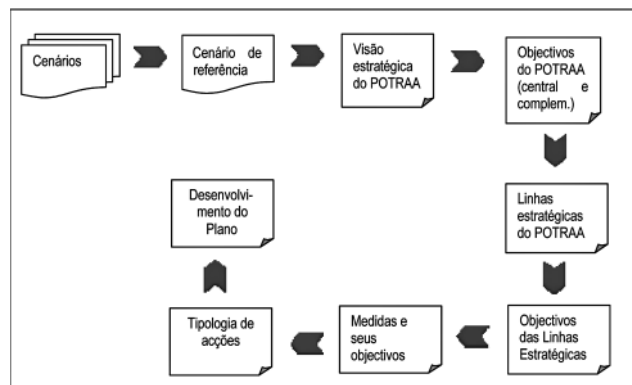 Cenários
Cenário de
referência
Visão
estratégica
do POTRAA
Objectivos
do POTRAA
(central e
complem.)
Linhas
estratégicas
do POTRAA
Objectivos
das Linhas
Estratégicas
Medidas e
seus
objectivos
Tipologia de
acções
Desenvolvi-
mento do
Plano